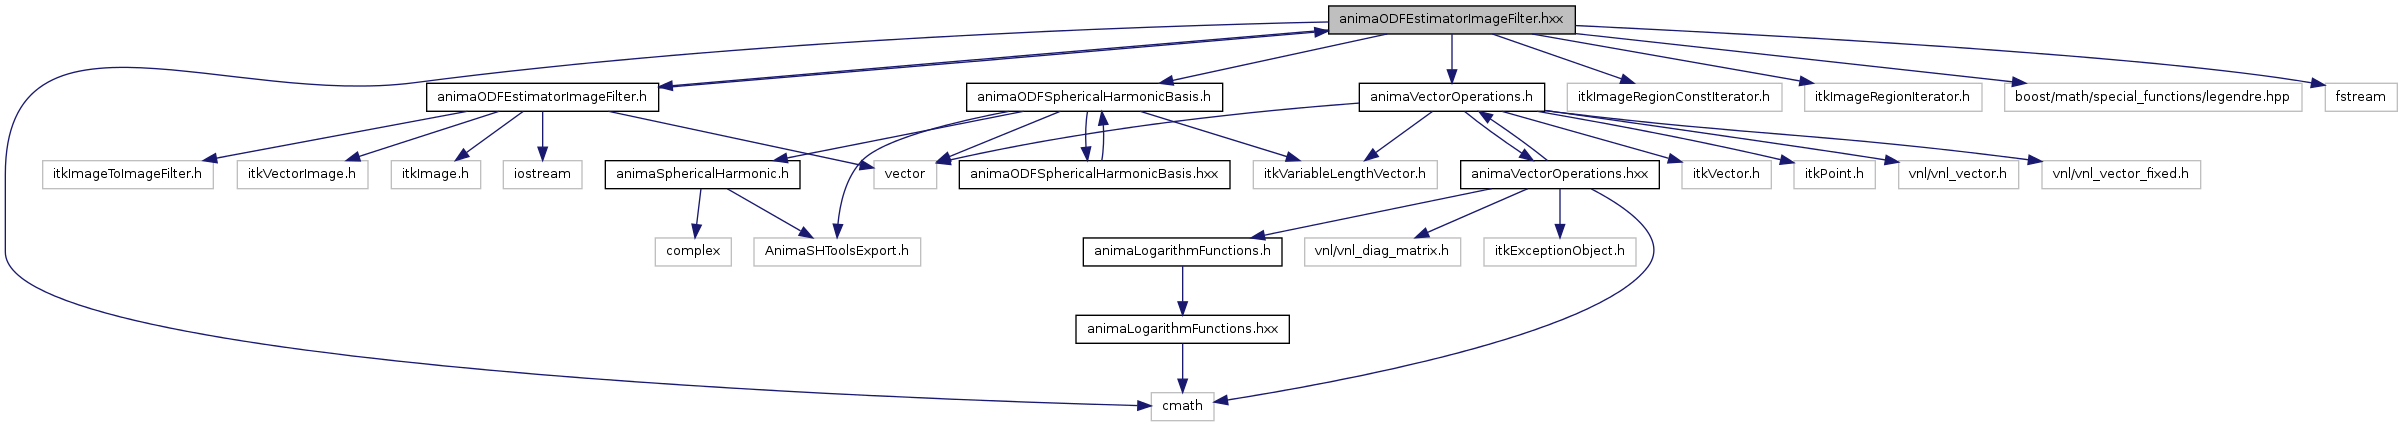 animaODFEstimatorImageFilter.hxx
animaODFEstimatorImageFilter.h
animaODFSphericalHarmonicBasis.h
animaVectorOperations.h
itkImageRegionConstIterator.h
itkImageRegionIterator.h
boost/math/special_functions/legendre.hpp
fstream
itkImageToImageFilter.h
itkVectorImage.h
itkImage.h
iostream
animaSphericalHarmonic.h
vector
animaODFSphericalHarmonicBasis.hxx
itkVariableLengthVector.h
animaVectorOperations.hxx
itkVector.h
itkPoint.h
vnl/vnl_vector.h
vnl/vnl_vector_fixed.h
complex
AnimaSHToolsExport.h
animaLogarithmFunctions.h
vnl/vnl_diag_matrix.h
itkExceptionObject.h
animaLogarithmFunctions.hxx
cmath